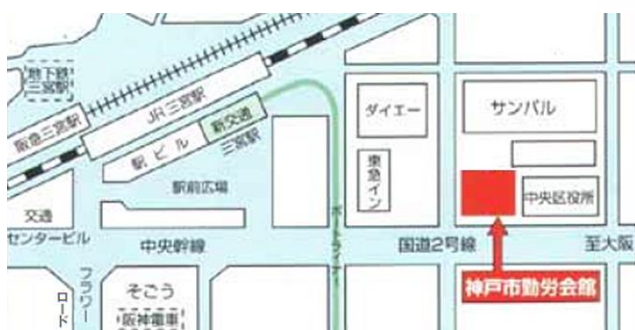 地下鉄
三宮駅
阪急三宮駅
JR三宮駅
駅ビル
新交通
三宮駅
駅前広場
交通
センタービル
中央幹線
フラワー
ロード
そごう
阪神電車
ポートライナー
ダイエー
東急イン
サンパル
中央区役所
国道2号線
至大阪
神戸市勤労会館